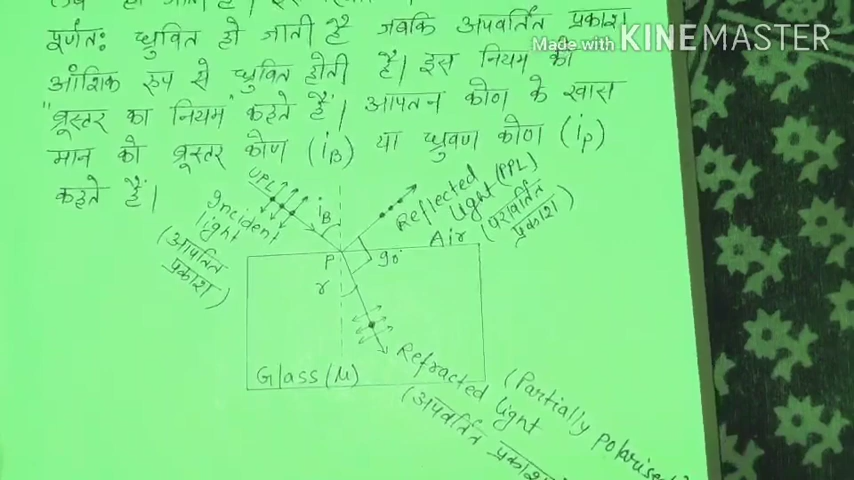 पूर्णतः ध्रुवित हो जाती है जबकि अपवर्तित प्रकाश
Made with KINEMASTER
आंशिक रुप से ध्रुवित होती है। इस नियम को
"ब्रूस्टर का नियम" कहते हैं। आपतन कोण के खास
मान को ब्रूस्टर कोण (iB) या ध्रुवण कोण (ip)
कहते हैं।
UPL
Incident
light
(आपतित
प्रकाश)
iB
Reflected
light (PPL)
(परावर्तित
प्रकाश)
Air
P
90°
r
Glass (μ)
Refracted light
(अपवर्तित प्रकाश
(Partially polarised